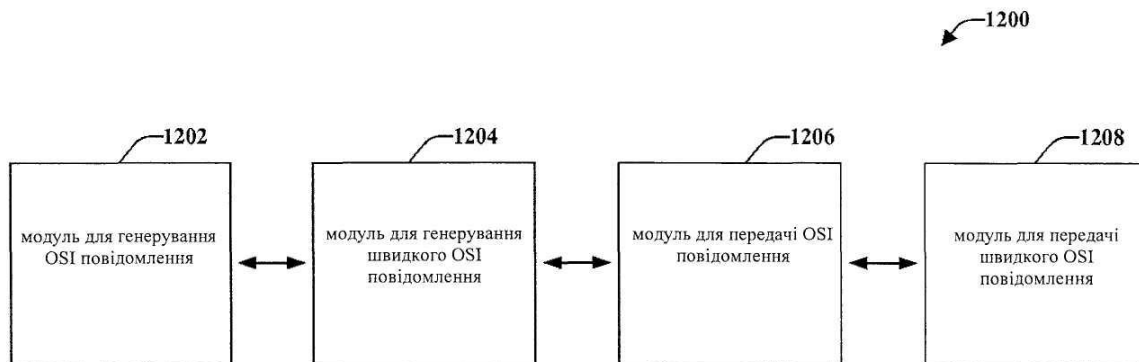 1200
1202
1204
1206
1208
модуль для генерування
OSI повідомлення
модуль для генерування
швидкого OSI
повідомлення
модуль для передачі OSI
повідомлення
модуль для передачі
швидкого OSI
повідомлення